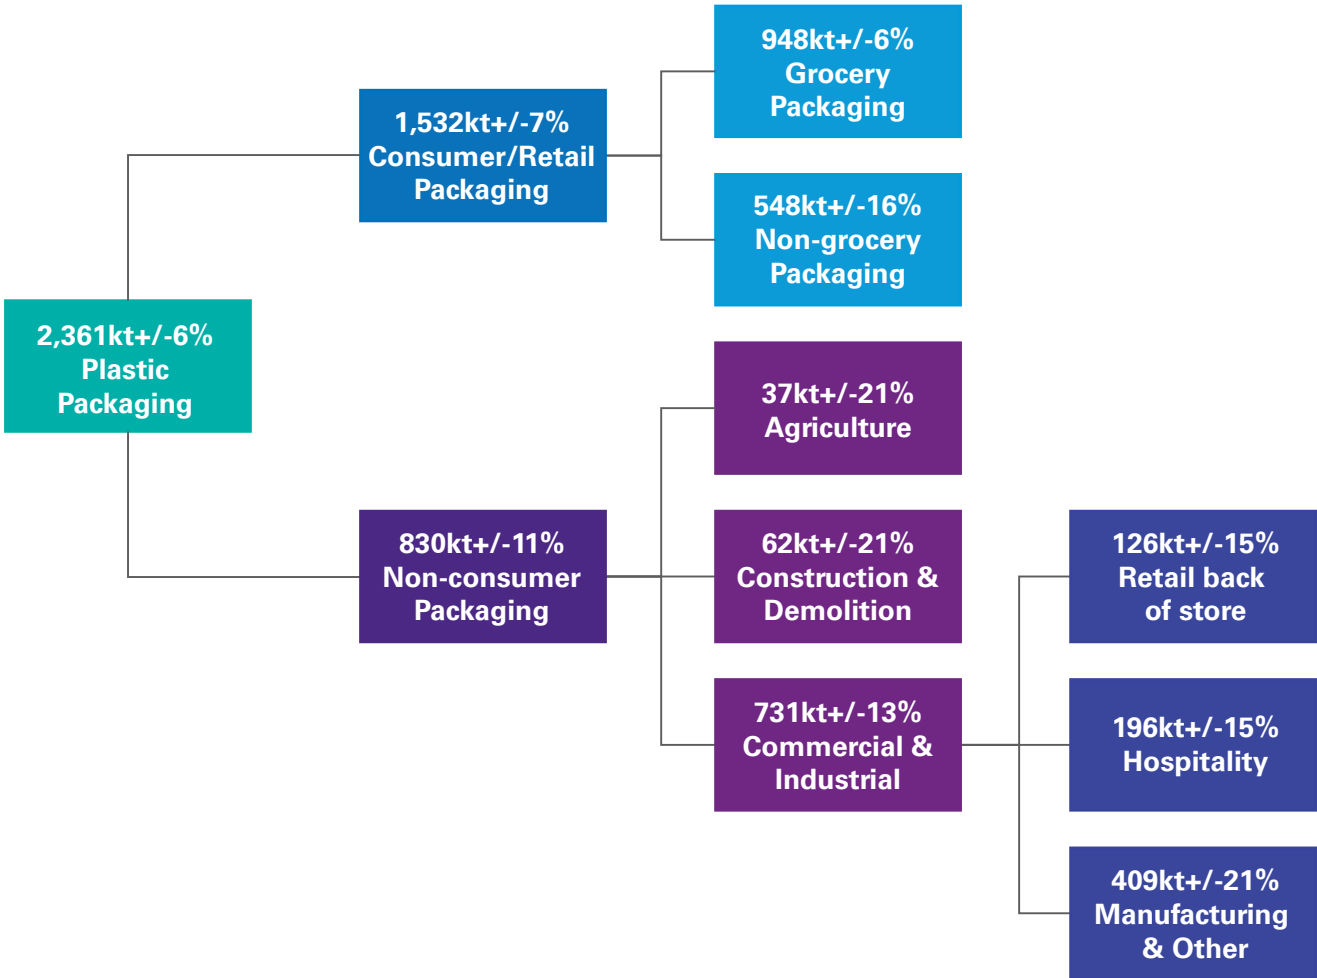 948kt+/-6%
Grocery
Packaging
1,532kt+/-7%
Consumer/Retail
Packaging
548kt+/-16%
Non-grocery
Packaging
2,361kt+/-6%
Plastic
Packaging
37kt+/-21%
Agriculture
830kt+/-11%
Non-consumer
Packaging
62kt+/-21%
Construction &
Demolition
126kt+/-15%
Retail back
of store
731kt+/-13%
Commercial &
Industrial
196kt+/-15%
Hospitality
409kt+/-21%
Manufacturing
& Other